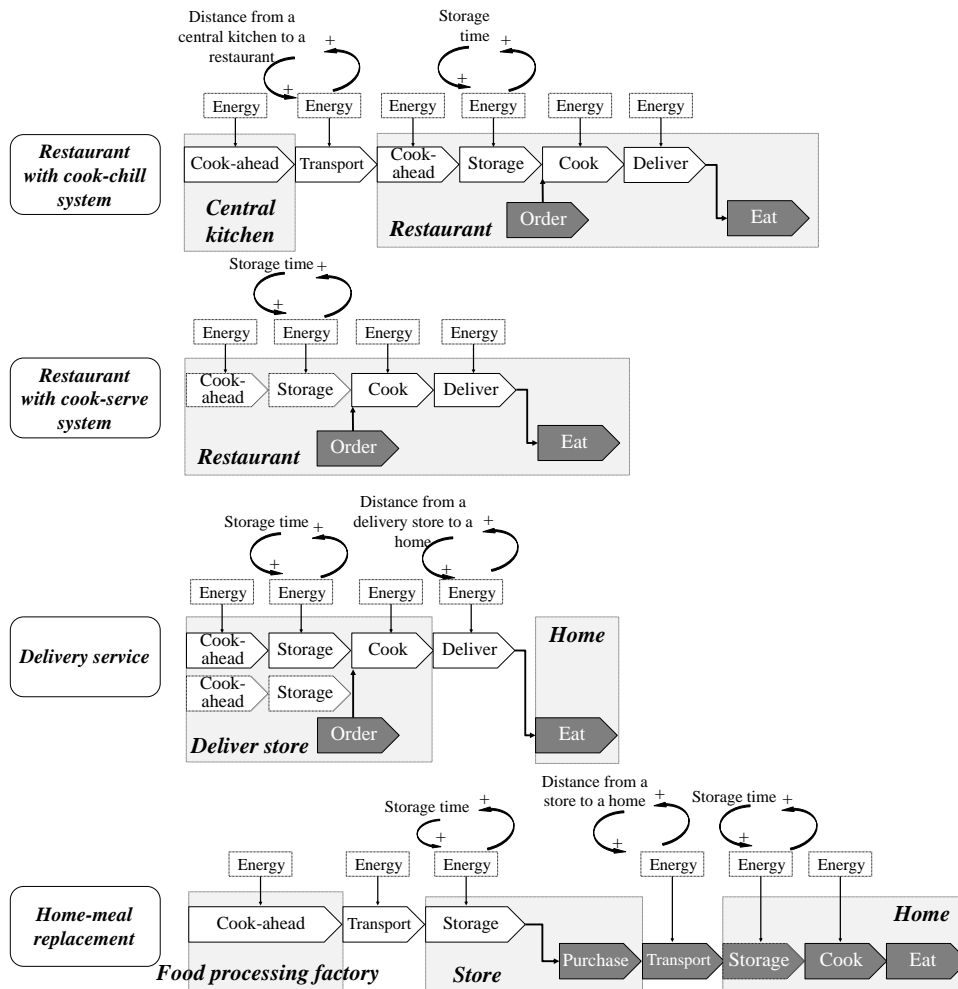 Distance from a
central kitchen to a
restaurant
+
+
Storage
time
+
+
Energy
Energy
Energy
Energy
Energy
Energy
Restaurant
with cook-chill
system
Cook-ahead
Transport
Cook-
ahead
Storage
Cook
Deliver
Central
kitchen
Restaurant
Order
Eat
Storage time
+
+
Energy
Energy
Energy
Energy
Restaurant
with cook-serve
system
Cook-
ahead
Storage
Cook
Deliver
Restaurant
Order
Eat
Storage time
+
+
Distance from a
delivery store to a
home
+
+
Energy
Energy
Energy
Energy
Delivery service
Cook-
ahead
Storage
Cook
Deliver
Home
Cook-
ahead
Storage
Deliver store
Order
Eat
Storage time
+
+
Distance from a
store to a home
+
+
Storage time
+
+
Energy
Energy
Energy
Energy
Energy
Energy
Home-meal
replacement
Cook-ahead
Transport
Storage
Home
Food processing factory
Store
Purchase
Transport
Storage
Cook
Eat